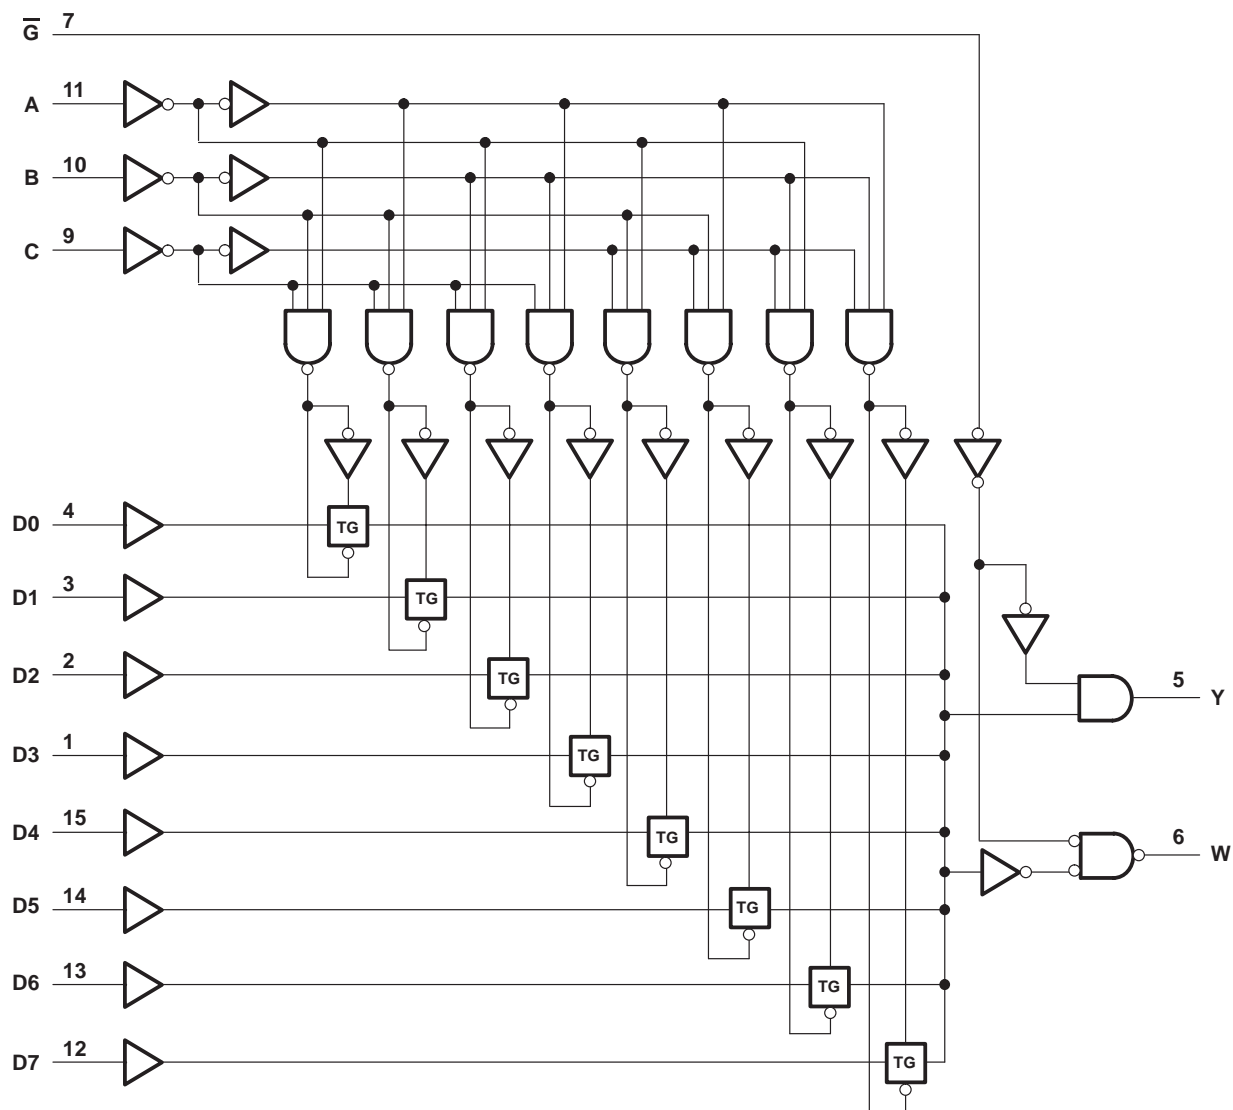 G̅ 7
A 11
B 10
C 9
D0 4 TG
D1 3 TG
D2 2 TG
5 Y
D3 1 TG
D4 15 TG
6 W
D5 14 TG
D6 13 TG
D7 12 TG